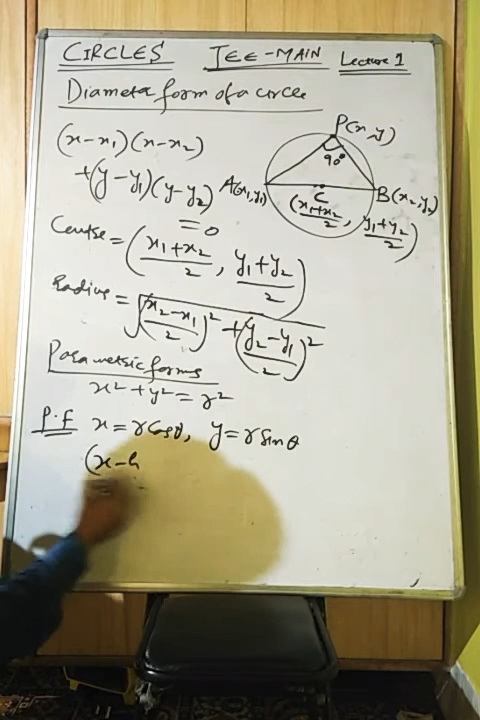 CIRCLES JEE-MAIN Lecture 1
Diameter form of a circle
(x-x₁)(x-x₂)
+(y-y₁)(y-y₂)
=0
P(x,y)
90°
A(x₁,y₁)
B(x₂,y₂)
C
(x₁+x₂/2, y₁+y₂/2)
Centre = (x₁+x₂/2, y₁+y₂/2)
Radius = √(x₂-x₁/2)²+(y₂-y₁/2)²
Parametric forms
x²+y²=r²
P.F x=rCosθ, y=rSinθ
(x-h